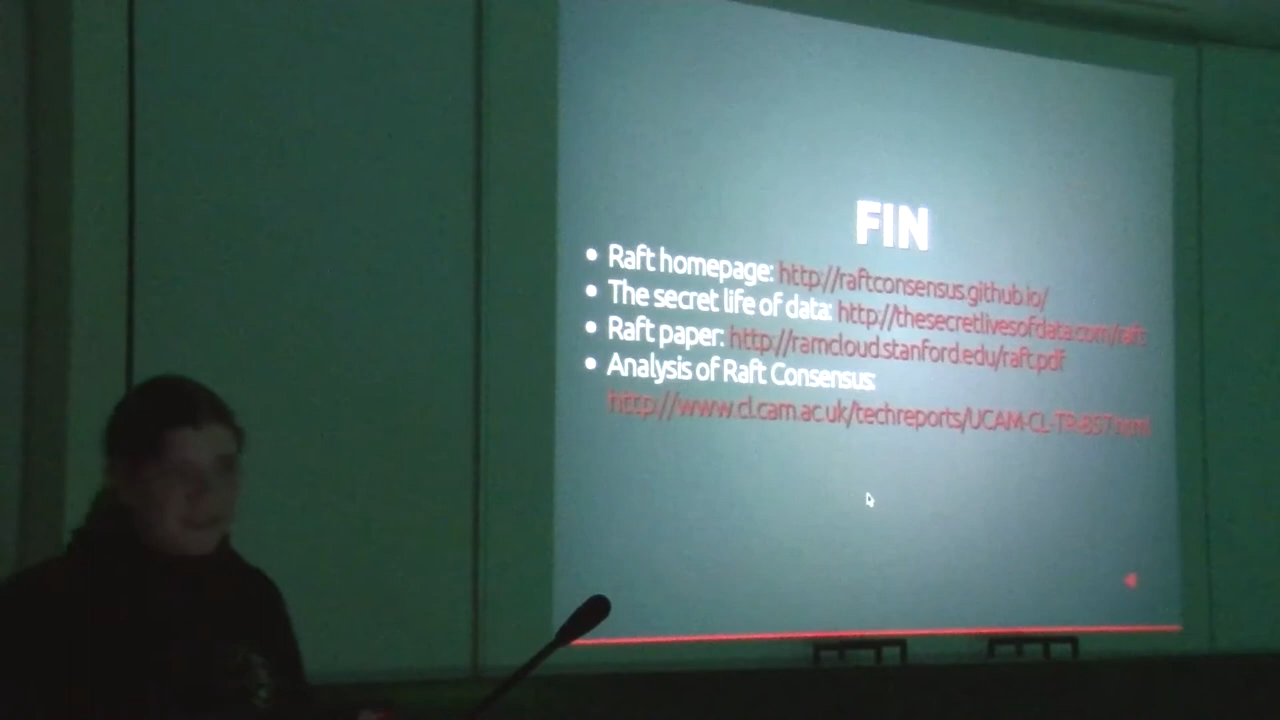 FIN
• Raft homepage: http://raftconsensus.github.io/
• The secret life of data: http://thesecretlivesofdata.com/raft
• Raft paper: http://ramcloud.stanford.edu/raft.pdf
• Analysis of Raft Consensus:
http://www.cl.cam.ac.uk/techreports/UCAM-CL-TR-857.html